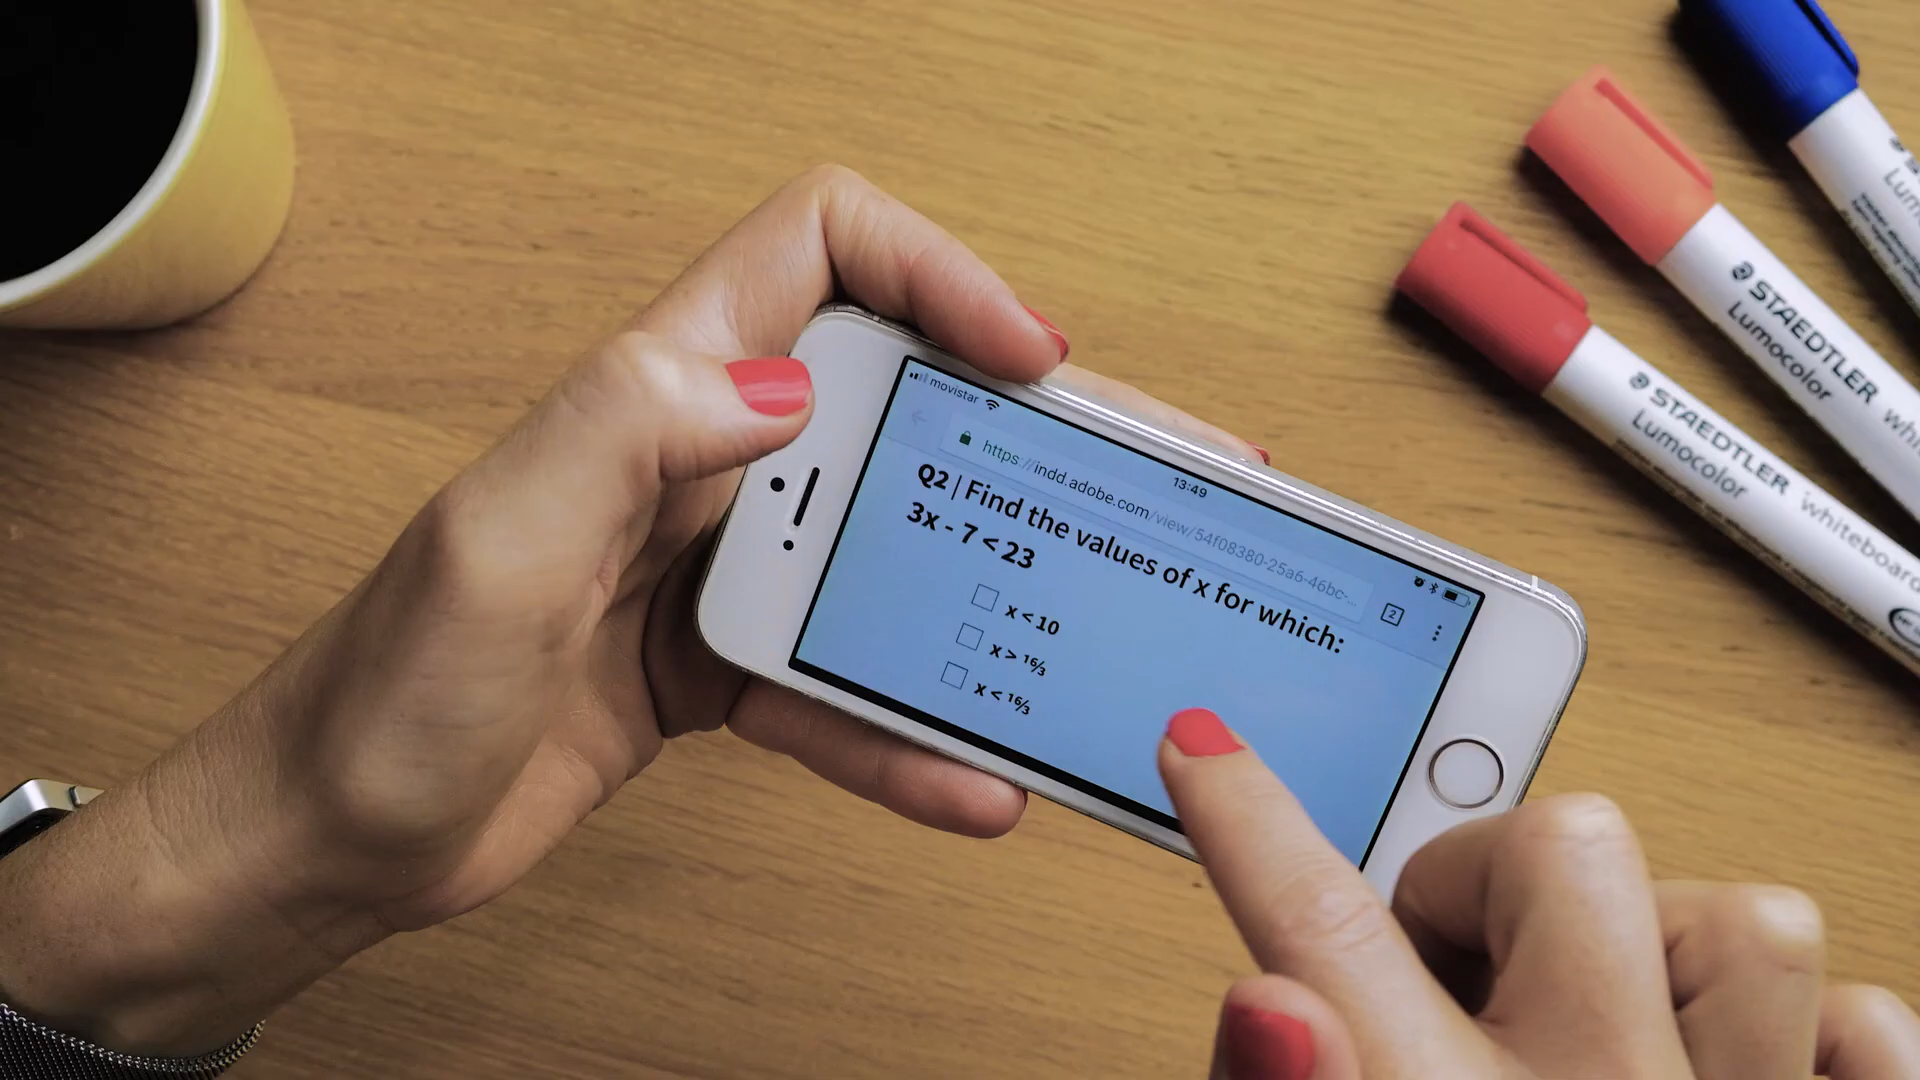 movistar
13:49
https://indd.adobe.com/view/54f08380-25a6-46bc-...
2
Q2 | Find the values of x for which:
3x - 7 < 23
x < 10
x > 16/3
x < 16/3
STAEDTLER
Lumocolor
STAEDTLER whiteboard
Lumocolor